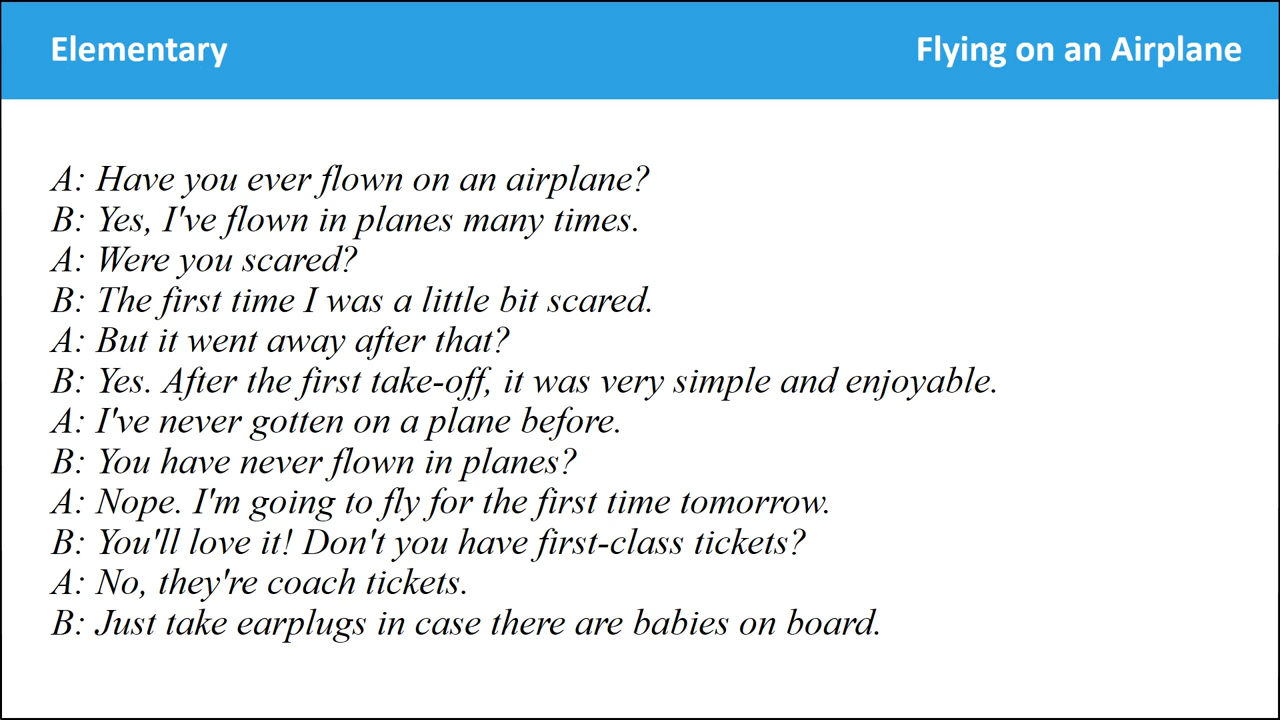 Elementary
Flying on an Airplane
A: Have you ever flown on an airplane?
B: Yes, I've flown in planes many times.
A: Were you scared?
B: The first time I was a little bit scared.
A: But it went away after that?
B: Yes. After the first take-off, it was very simple and enjoyable.
A: I've never gotten on a plane before.
B: You have never flown in planes?
A: Nope. I'm going to fly for the first time tomorrow.
B: You'll love it! Don't you have first-class tickets?
A: No, they're coach tickets.
B: Just take earplugs in case there are babies on board.